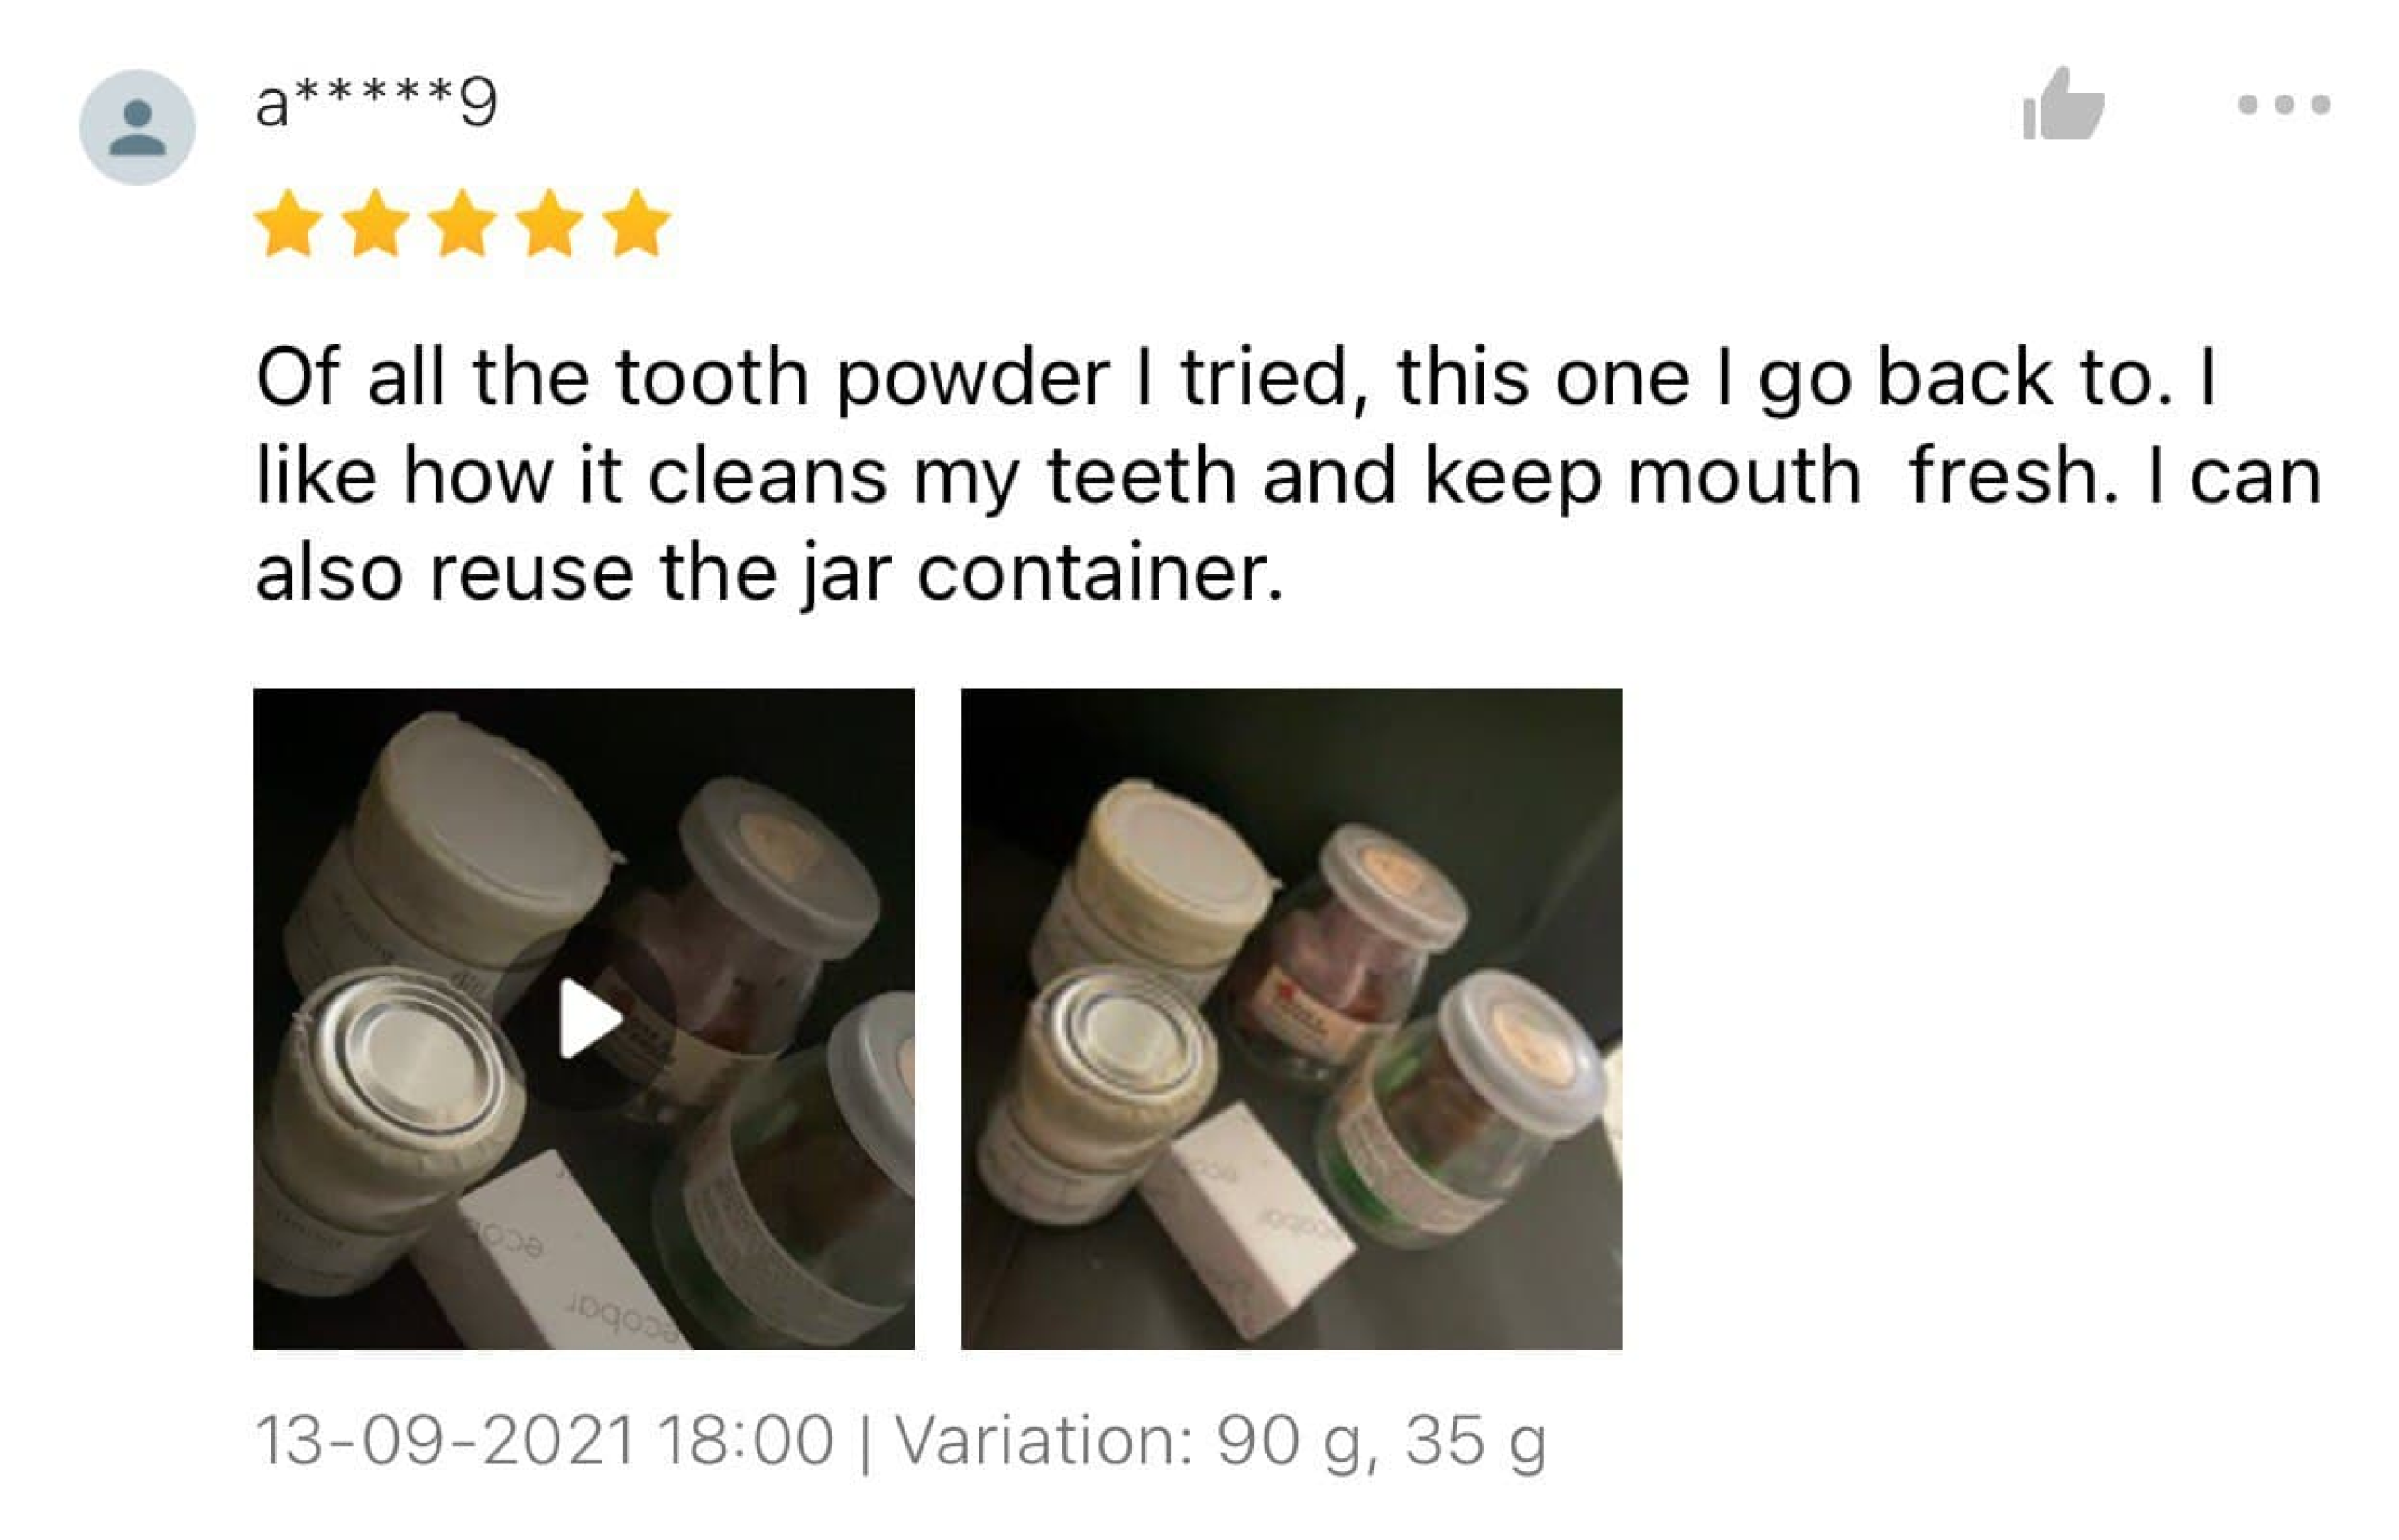 a*****9
Of all the tooth powder I tried, this one I go back to. I
like how it cleans my teeth and keep mouth  fresh. I can
also reuse the jar container.
ecobar
13-09-2021 18:00 | Variation: 90 g, 35 g